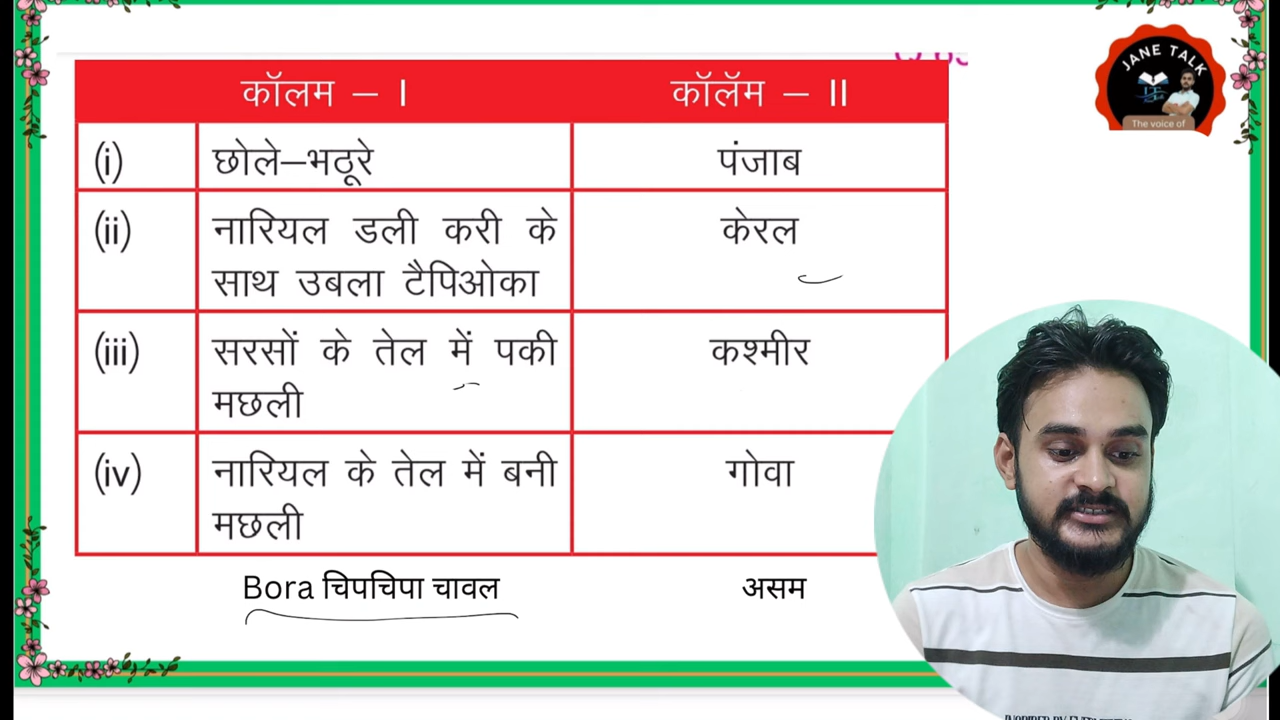 JANE TALK
The voice of
कॉलम – I कॉलॅम – II
(i) छोले–भठूरे पंजाब
(ii) नारियल डली करी के केरल
साथ उबला टैपिओका
(iii) सरसों के तेल में पकी कश्मीर
मछली
(iv) नारियल के तेल में बनी गोवा
मछली
Bora चिपचिपा चावल असम